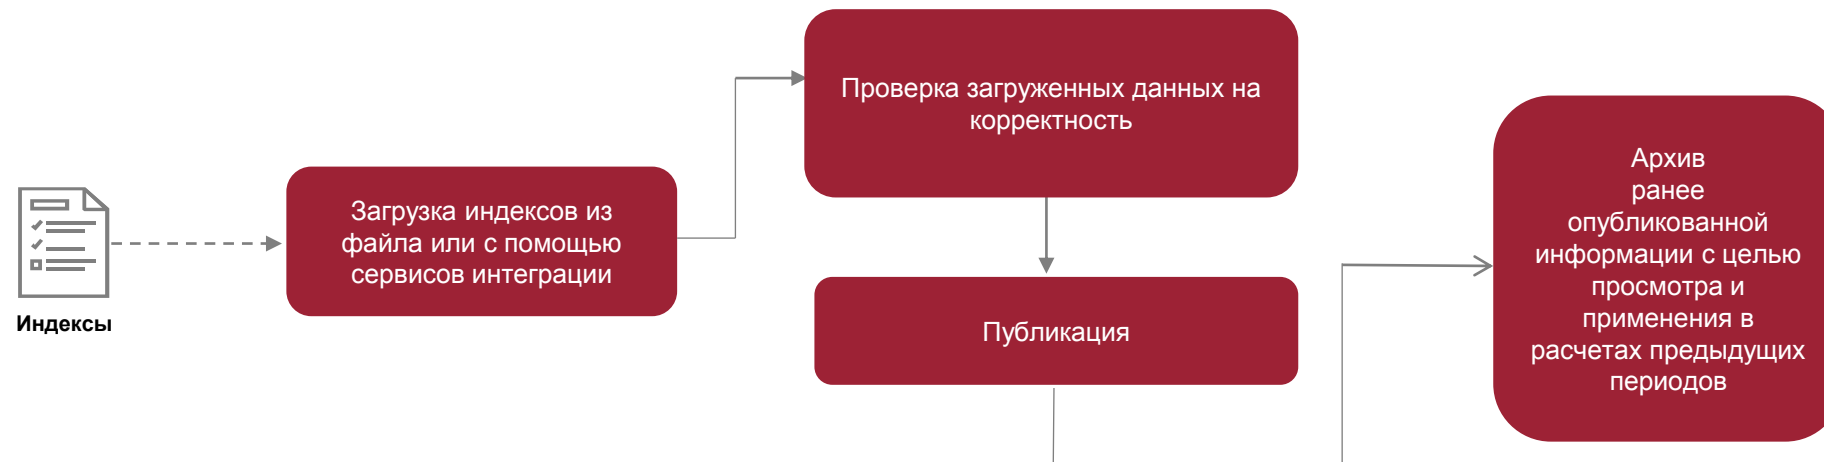 Индексы
Загрузка индексов из
файла или с помощью
сервисов интеграции
Проверка загруженных данных на
корректность
Публикация
Архив
ранее
опубликованной
информации с целью
просмотра и
применения в
расчетах предыдущих
периодов